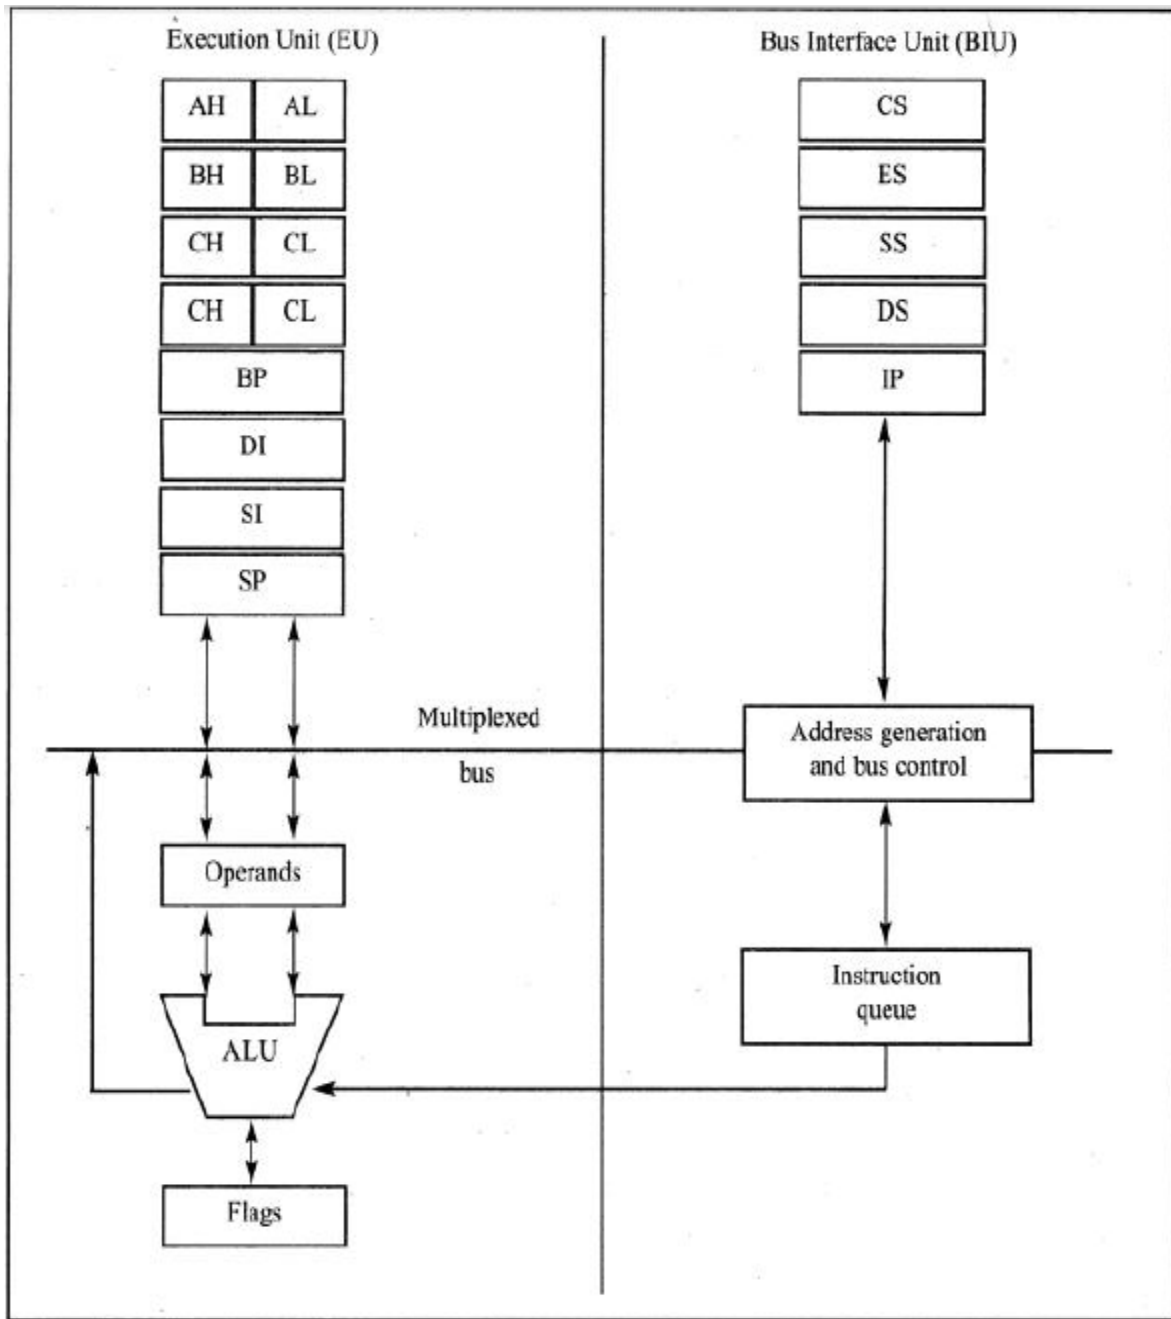 Execution Unit (EU)
AH AL
BH BL
CH CL
CH CL
BP
DI
SI
SP
Multiplexed
bus
Operands
ALU
Flags
Bus Interface Unit (BIU)
CS
ES
SS
DS
IP
Address generation
and bus control
Instruction
queue